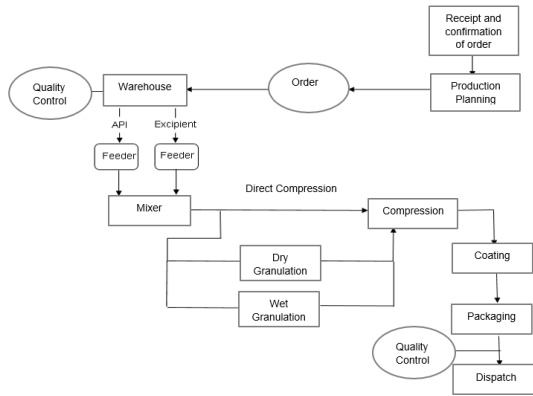 Receipt and
confirmation
of order
Production
Planning
Order
Warehouse
Quality
Control
API
Excipient
Feeder
Feeder
Mixer
Direct Compression
Compression
Dry
Granulation
Wet
Granulation
Coating
Packaging
Quality
Control
Dispatch